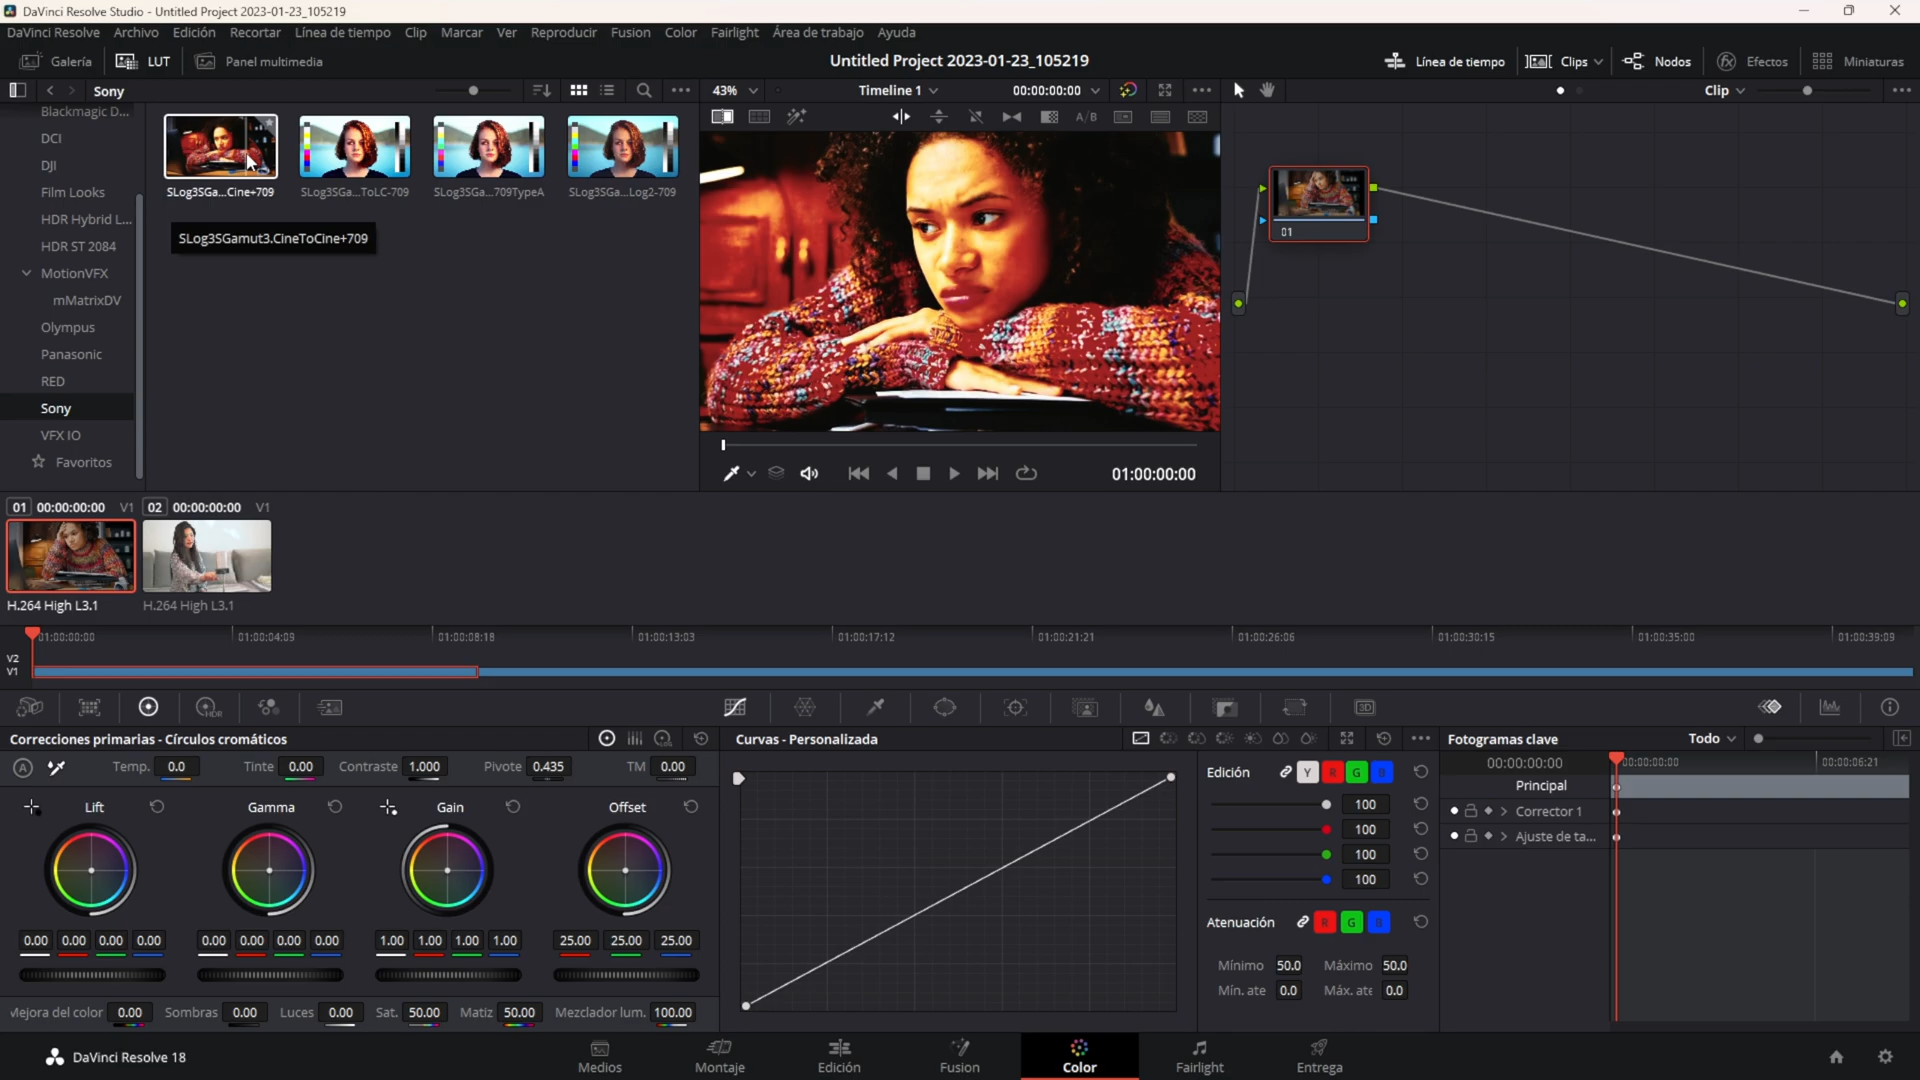 DaVinci Resolve Studio - Untitled Project 2023-01-23_105219
DaVinci Resolve Archivo Edición Recortar Línea de tiempo Clip Marcar Ver Reproducir Fusion Color Fairlight Área de trabajo Ayuda
Galería LUT Panel multimedia Untitled Project 2023-01-23_105219 Línea de tiempo Clips Nodos Efectos Miniaturas
Sony 43% Timeline 1 00:00:00:00 Clip
A/B
Blackmagic D...
DCI
DJI
Film Looks
HDR Hybrid L...
HDR ST 2084
MotionVFX
mMatrixDV
Olympus
Panasonic
RED
Sony
VFX IO
Favoritos
SLog3SGa...Cine+709 SLog3SGa...ToLC-709 SLog3SGa...709TypeA SLog3SGa...Log2-709
SLog3SGamut3.CineToCine+709
01
01:00:00:00
01 00:00:00:00 V1 02 00:00:00:00 V1
H.264 High L3.1 H.264 High L3.1
01:00:00:00 01:00:04:09 01:00:08:18 01:00:13:03 01:00:17:12 01:00:21:21 01:00:26:06 01:00:30:15 01:00:35:00 01:00:39:09
V2
V1
HDR 3D
Correcciones primarias - Círculos cromáticos
A Temp. 0.0 Tinte 0.00 Contraste 1.000 Pivote 0.435 TM 0.00
Lift Gamma Gain Offset
0.00 0.00 0.00 0.00 0.00 0.00 0.00 0.00 1.00 1.00 1.00 1.00 25.00 25.00 25.00
Mejora del color 0.00 Sombras 0.00 Luces 0.00 Sat. 50.00 Matiz 50.00 Mezclador lum. 100.00
Curvas - Personalizada
Edición Y R G B
100
100
100
100
Atenuación R G B
Mínimo 50.0 Máximo 50.0
Mín. ate 0.0 Máx. ate 0.0
Fotogramas clave Todo
00:00:00:00 00:00:00:00 00:00:06:21
Principal
Corrector 1
Ajuste de ta...
DaVinci Resolve 18
Medios Montaje Edición Fusion Color Fairlight Entrega